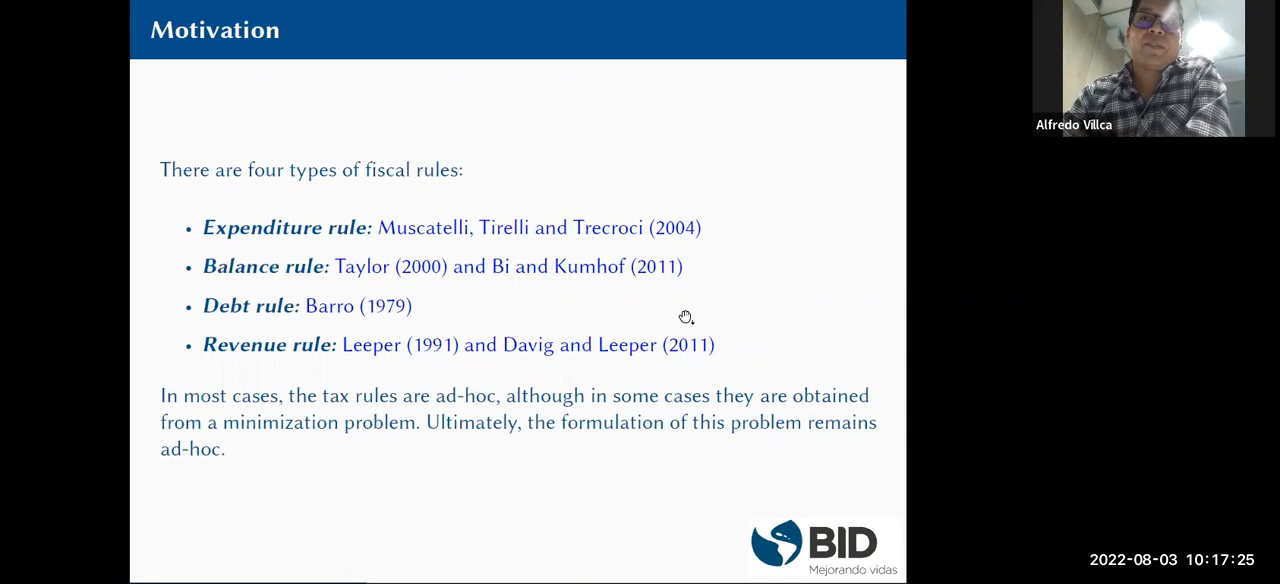 Motivation
Alfredo Villca
There are four types of fiscal rules:
• Expenditure rule: Muscatelli, Tirelli and Trecroci (2004)
• Balance rule: Taylor (2000) and Bi and Kumhof (2011)
• Debt rule: Barro (1979)
• Revenue rule: Leeper (1991) and Davig and Leeper (2011)
In most cases, the tax rules are ad-hoc, although in some cases they are obtained
from a minimization problem. Ultimately, the formulation of this problem remains
ad-hoc.
BID
Mejorando vidas
2022-08-03 10:17:25